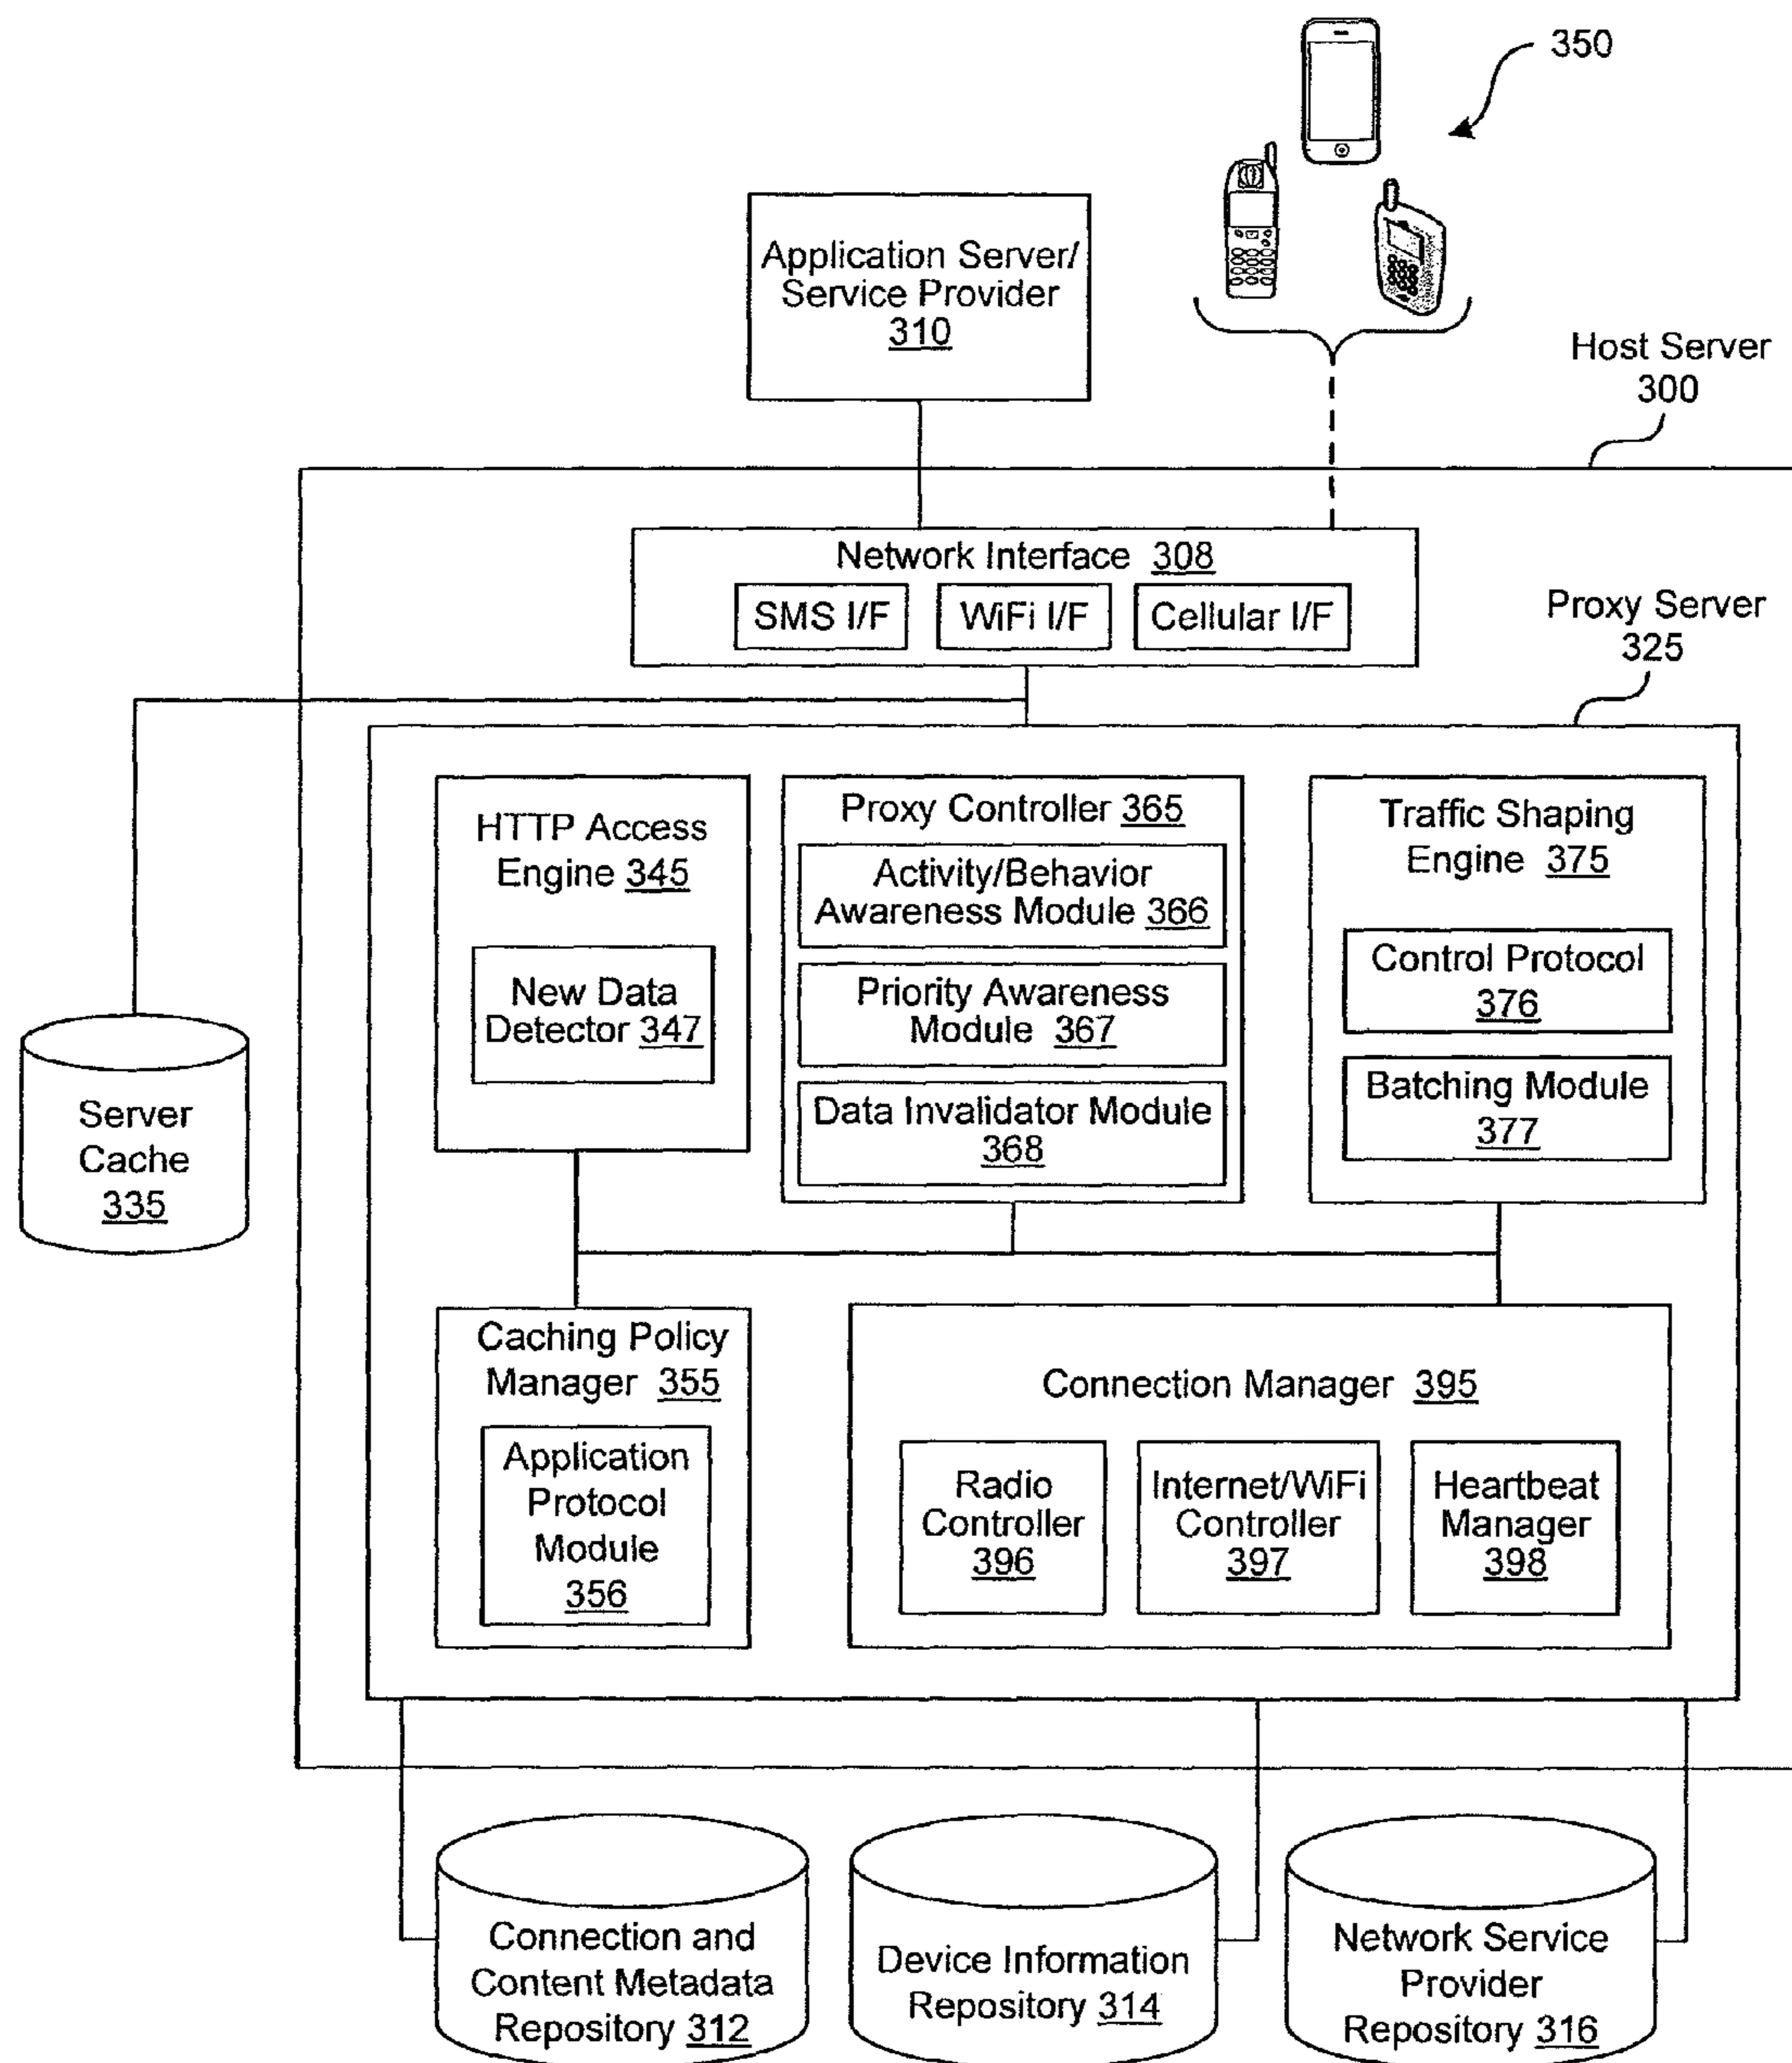 350
Application Server/
Service Provider
310
Host Server
300
Network Interface 308
SMS I/F
WiFi I/F
Cellular I/F
Proxy Server
325
HTTP Access
Engine 345
New Data
Detector 347
Proxy Controller 365
Activity/Behavior
Awareness Module 366
Priority Awareness
Module 367
Data Invalidator Module
368
Traffic Shaping
Engine 375
Control Protocol
376
Batching Module
377
Server
Cache
335
Caching Policy
Manager 355
Application
Protocol
Module
356
Connection Manager 395
Radio
Controller
396
Internet/WiFi
Controller
397
Heartbeat
Manager
398
Connection and
Content Metadata
Repository 312
Device Information
Repository 314
Network Service
Provider
Repository 316